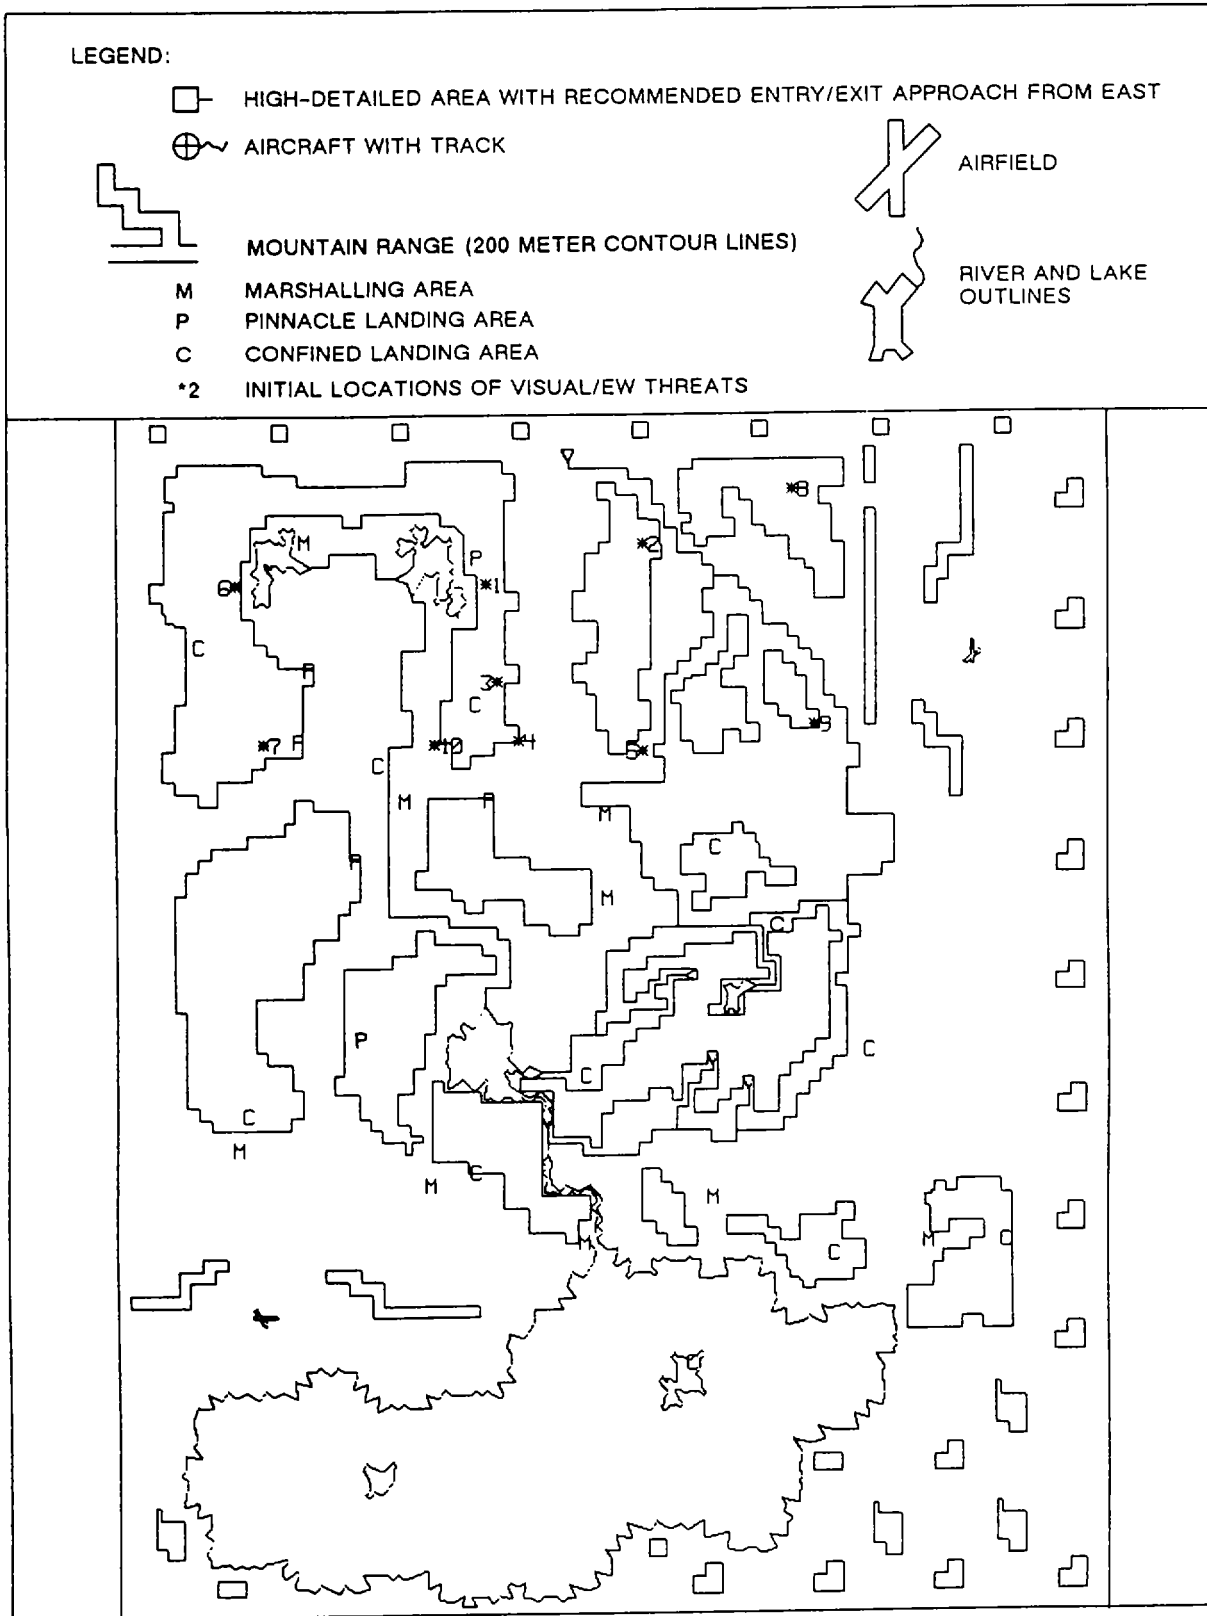 LEGEND:
HIGH-DETAILED AREA WITH RECOMMENDED ENTRY/EXIT APPROACH FROM EAST
AIRCRAFT WITH TRACK
AIRFIELD
MOUNTAIN RANGE (200 METER CONTOUR LINES)
RIVER AND LAKE
OUTLINES
M MARSHALLING AREA
P PINNACLE LANDING AREA
C CONFINED LANDING AREA
*2 INITIAL LOCATIONS OF VISUAL/EW THREATS
*8
*2
M
P
6*
*1
C
P
3*
C
*9
*7 P
*10
*4
5*
C
M
P
M
C
P
M
C
P
C
C
C
M
C
M
M
M
C
M
C
C